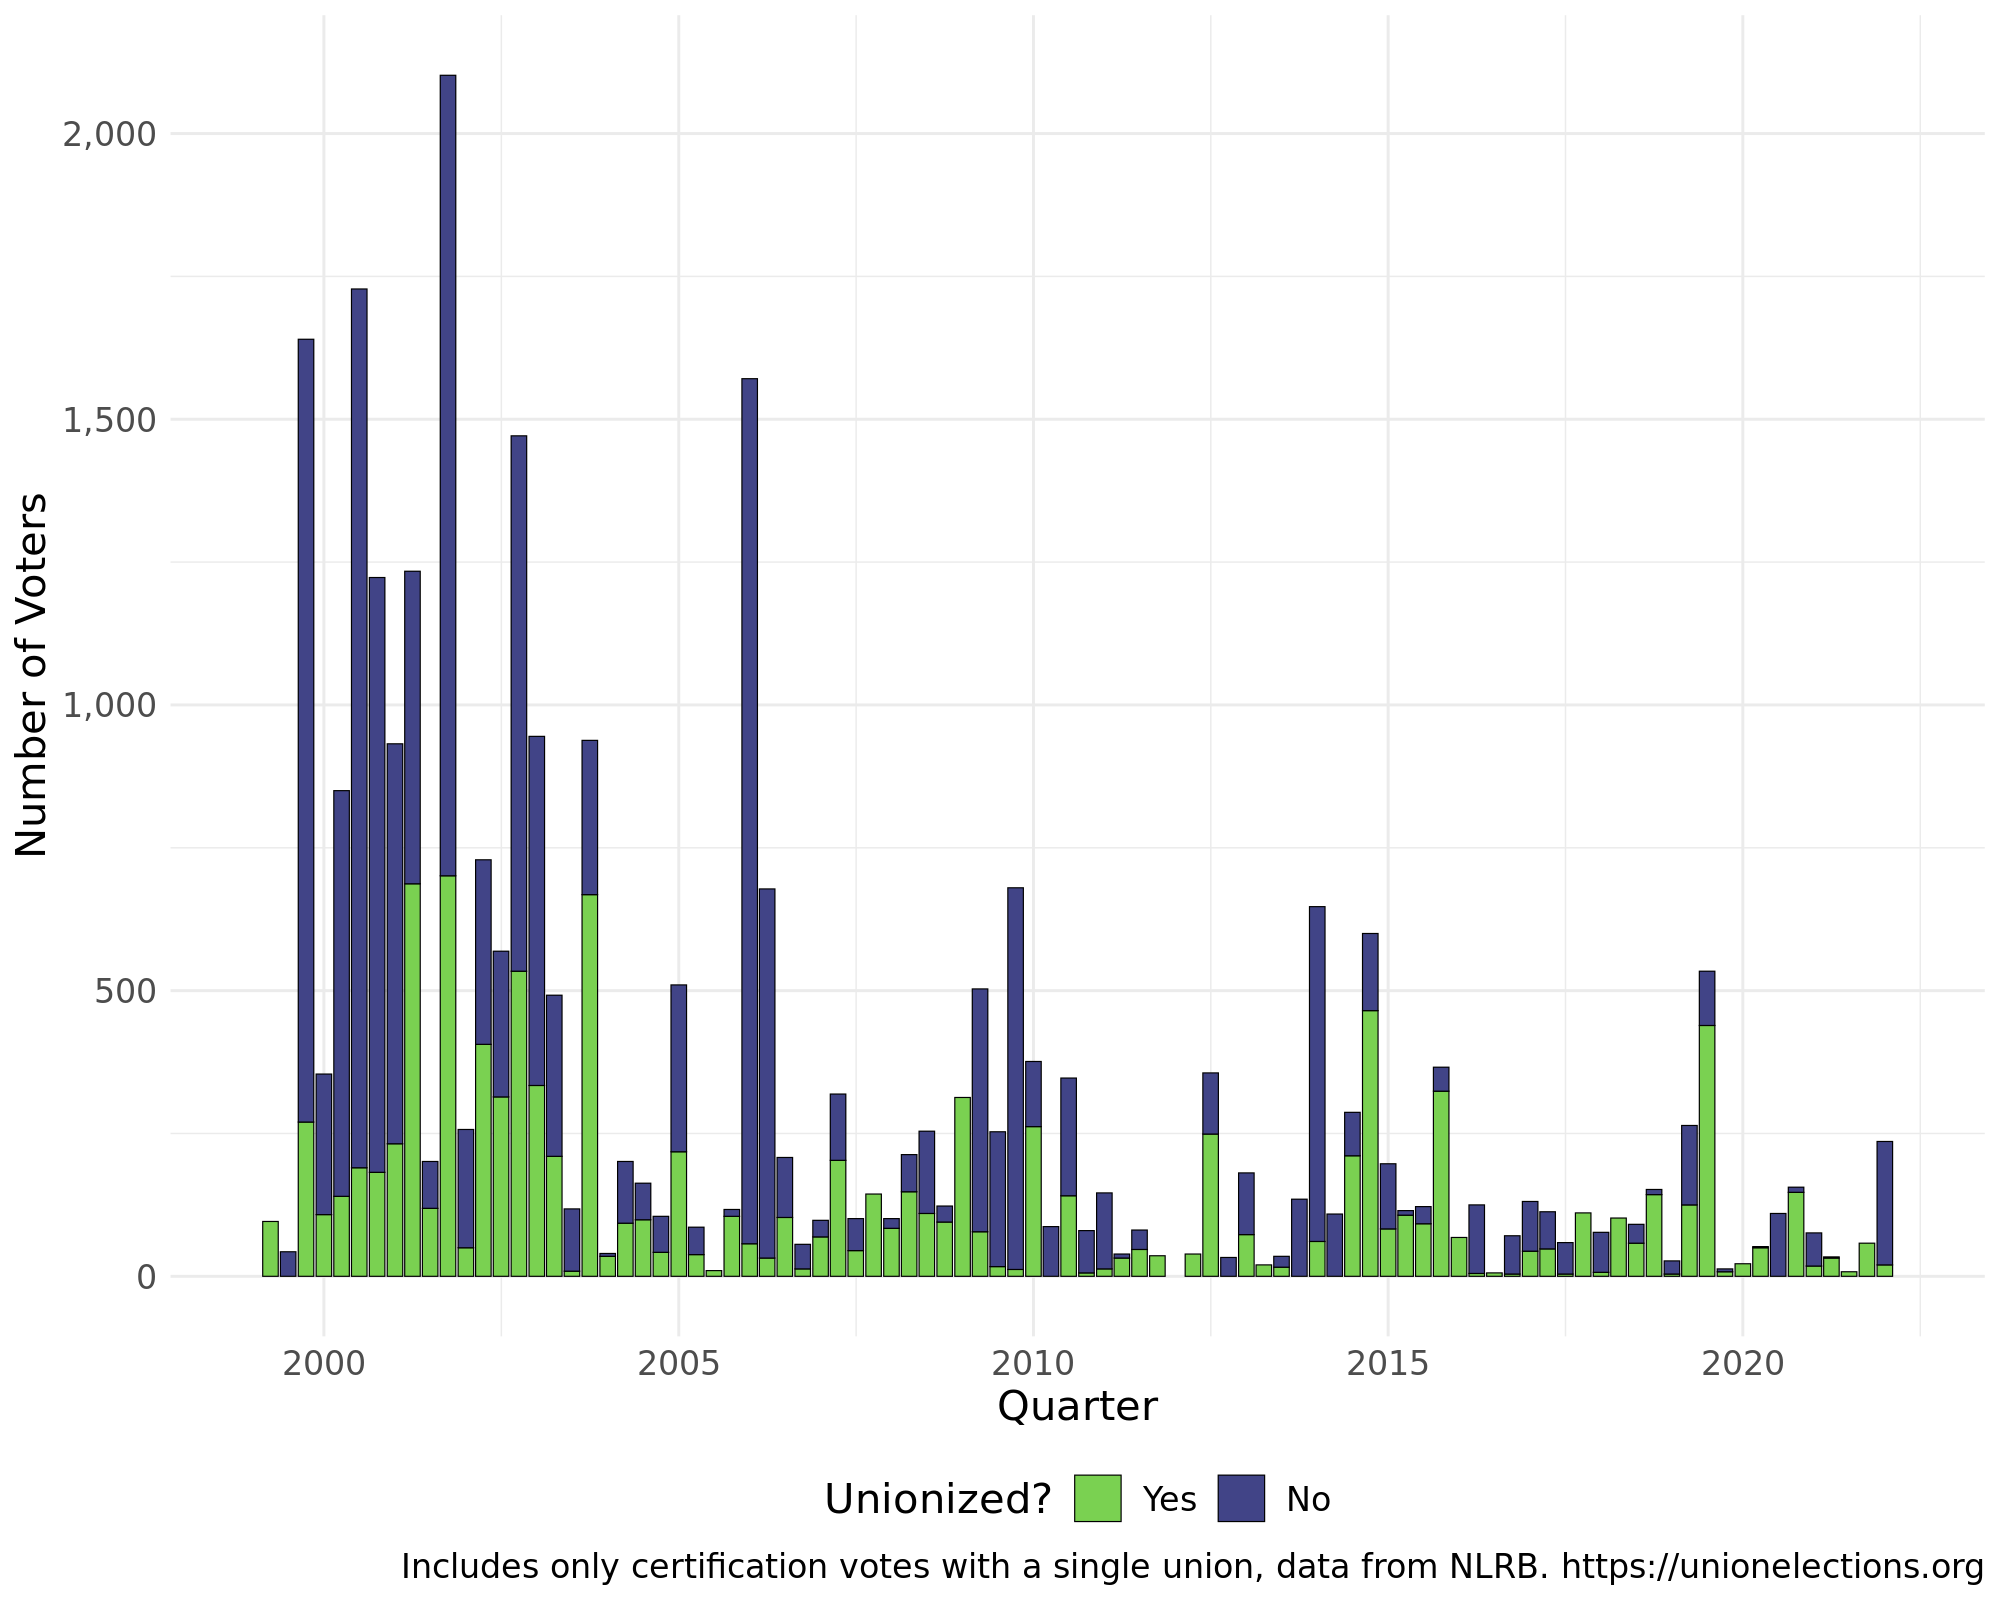 2,000
1,500
1,000
500
0
Number of Voters
2000 2005 2010 2015 2020
Quarter
Unionized? Yes No
Includes only certification votes with a single union, data from NLRB. https://unionelections.org